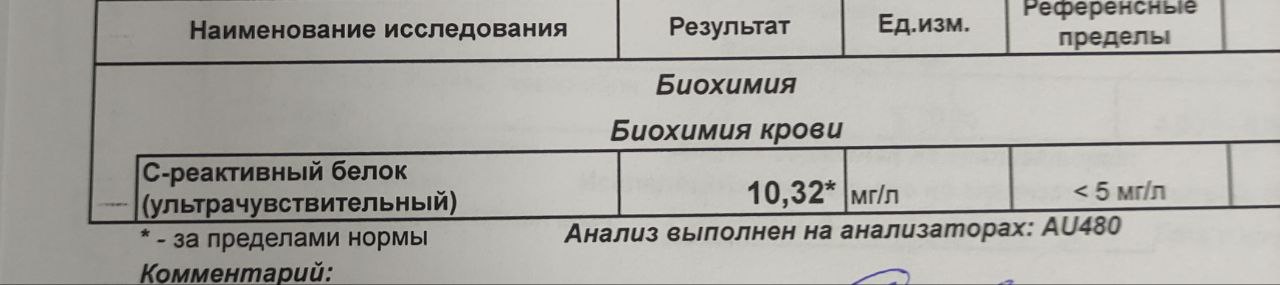 Наименование исследования Результат Ед.изм. Референсные пределы
Биохимия
Биохимия крови
С-реактивный белок (ультрачувствительный) 10,32* мг/л < 5 мг/л
* - за пределами нормы Анализ выполнен на анализаторах: AU480
Комментарий: